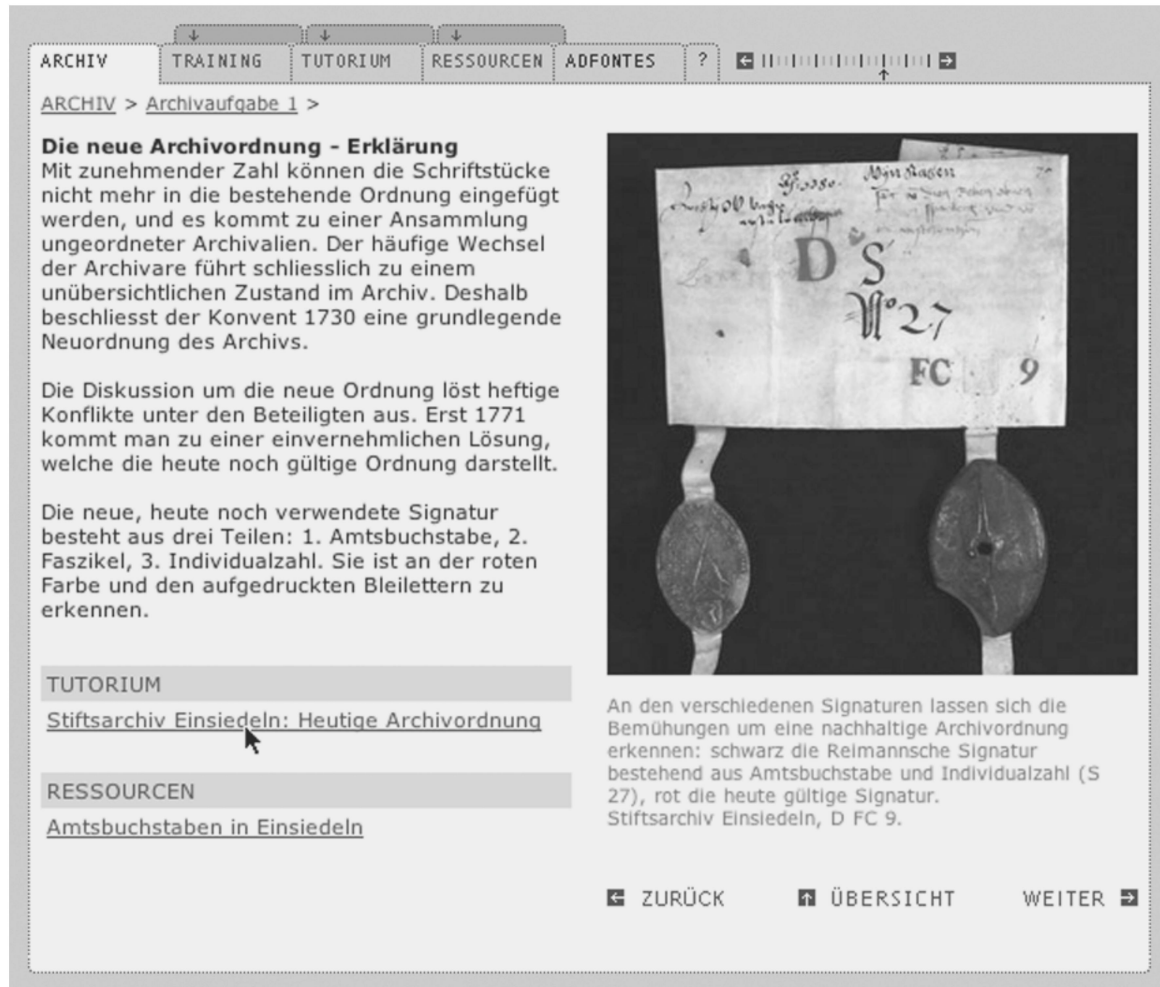 ARCHIV TRAINING TUTORIUM RESSOURCEN ADFONTES ?
ARCHIV > Archivaufgabe 1 >
Die neue Archivordnung – Erklärung
Mit zunehmender Zahl können die Schriftstücke
nicht mehr in die bestehende Ordnung eingefügt
werden, und es kommt zu einer Ansammlung
ungeordneter Archivalien. Der häufige Wechsel
der Archivare führt schliesslich zu einem
unübersichtlichen Zustand im Archiv. Deshalb
beschliesst der Konvent 1730 eine grundlegende
Neuordnung des Archivs.
Die Diskussion um die neue Ordnung löst heftige
Konflikte unter den Beteiligten aus. Erst 1771
kommt man zu einer einvernehmlichen Lösung,
welche die heute noch gültige Ordnung darstellt.
Die neue, heute noch verwendete Signatur
besteht aus drei Teilen: 1. Amtsbuchstabe, 2.
Faszikel, 3. Individualzahl. Sie ist an der roten
Farbe und den aufgedruckten Bleilettern zu
erkennen.
TUTORIUM
Stiftsarchiv Einsiedeln: Heutige Archivordnung
RESSOURCEN
Amtsbuchstaben in Einsiedeln
D S
Nº 27
FC 9
An den verschiedenen Signaturen lassen sich die
Bemühungen um eine nachhaltige Archivordnung
erkennen: schwarz die Reimannsche Signatur
bestehend aus Amtsbuchstabe und Individualzahl (S
27), rot die heute gültige Signatur.
Stiftsarchiv Einsiedeln, D FC 9.
ZURÜCK ÜBERSICHT WEITER